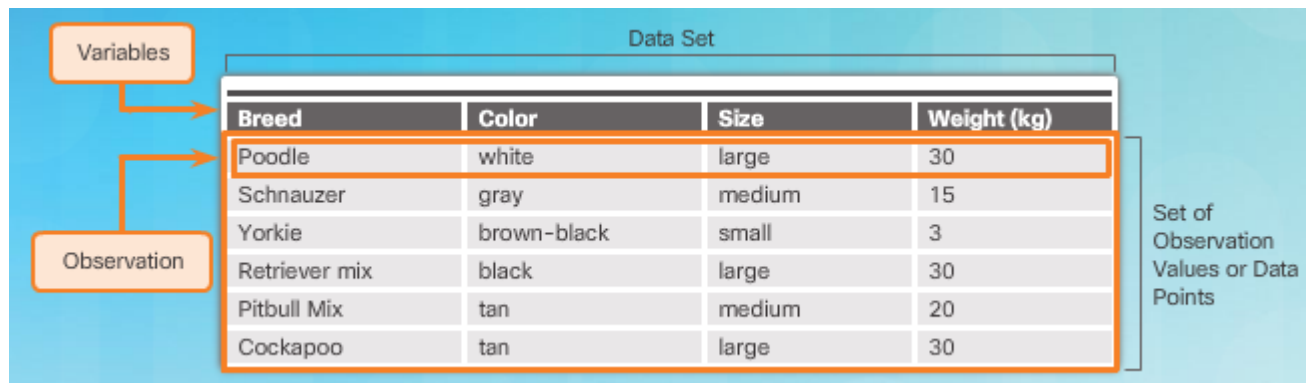 Variables
Data Set
Breed Color Size Weight (kg)
Poodle white large 30
Schnauzer gray medium 15
Yorkie brown-black small 3
Retriever mix black large 30
Pitbull Mix tan medium 20
Cockapoo tan large 30
Observation
Set of
Observation
Values or Data
Points